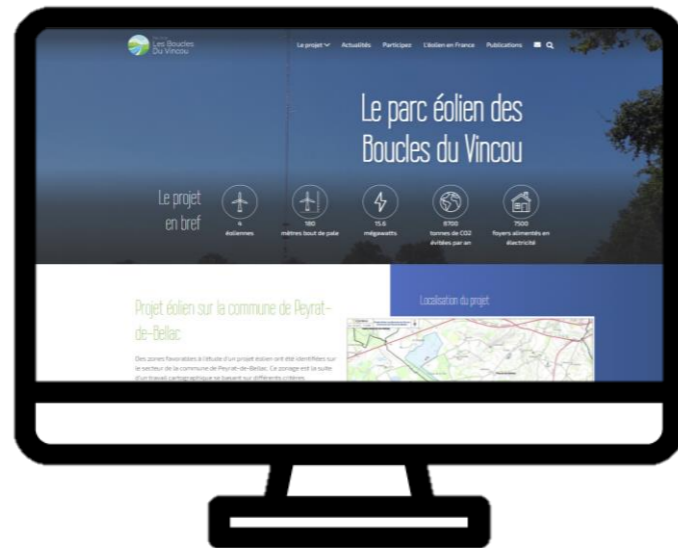 Les Boucles
Du Vincou
Le projet Actualités Participez L'éolien en France Publications
Le parc éolien des
Boucles du Vincou
Le projet
en bref
4
éoliennes
180
mètres bout de pale
15.6
mégawatts
8700
tonnes de CO2
évitées par an
7500
foyers alimentés en
électricité
Projet éolien sur la commune de Peyrat-
de-Bellac
Localisation du projet
Des zones favorables à l'étude d'un projet éolien ont été identifiées sur
le secteur de la commune de Peyrat-de-Bellac. Ce zonage est la suite
d'un travail cartographique se basant sur différents critères